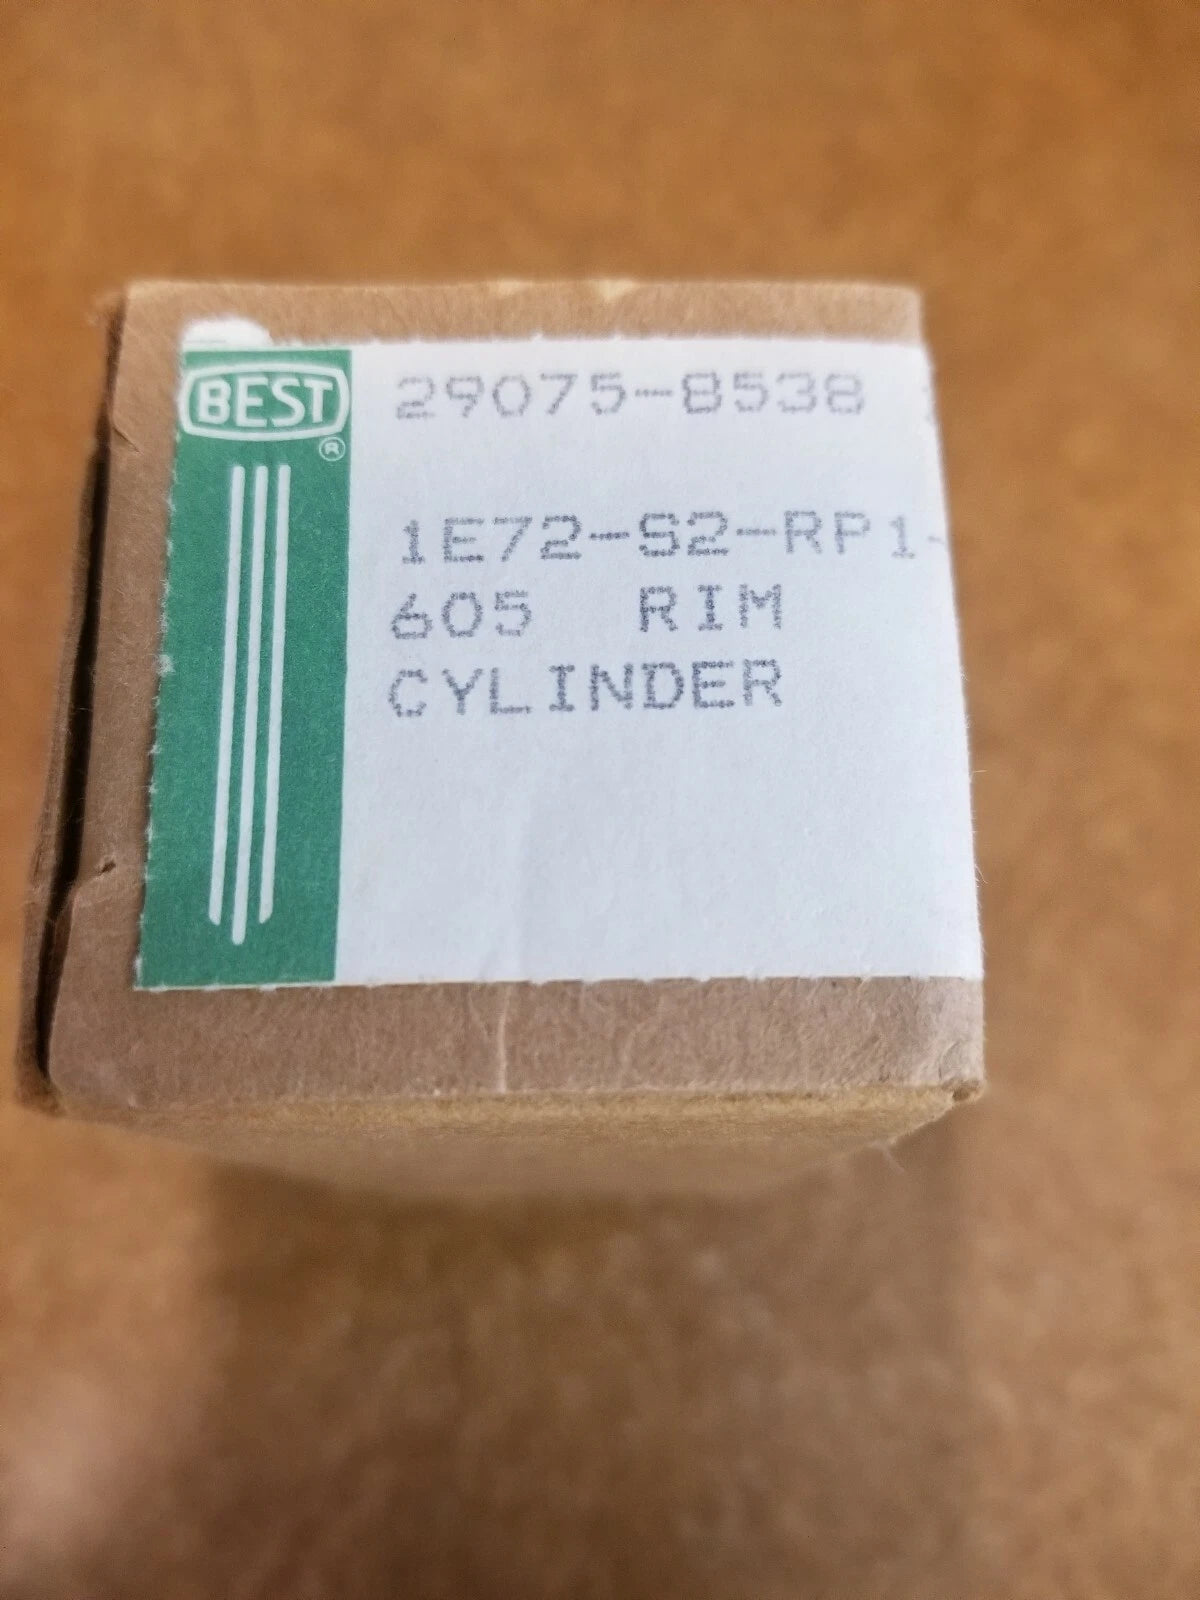 BEST
®
29075-8538
1E72-S2-RP1-
605 RIM
CYLINDER